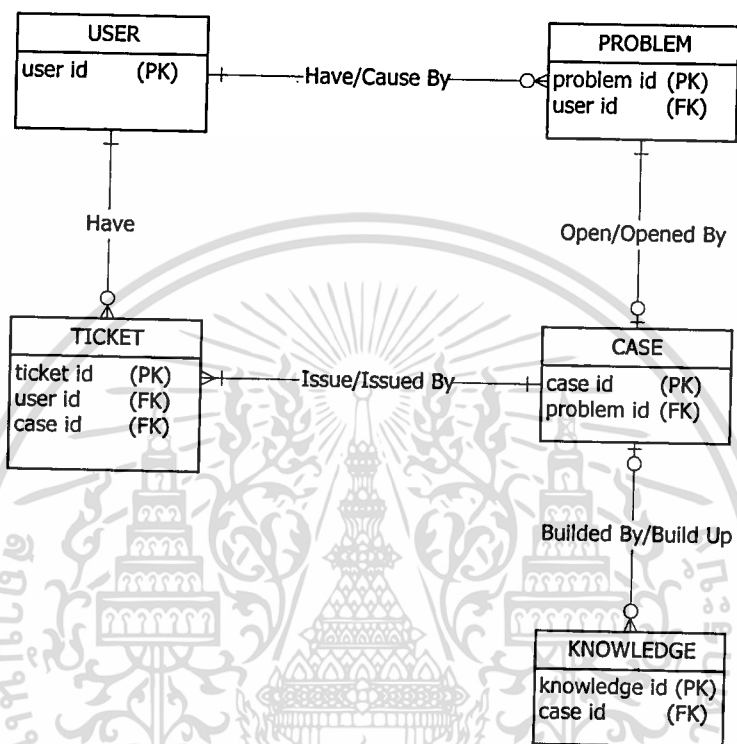 USER
user id (PK)
Have/Cause By
PROBLEM
problem id (PK)
user id (FK)
Have
Open/Opened By
TICKET
ticket id (PK)
user id (FK)
case id (FK)
Issue/Issued By
CASE
case id (PK)
problem id (FK)
Builded By/Build Up
KNOWLEDGE
knowledge id (PK)
case id (FK)